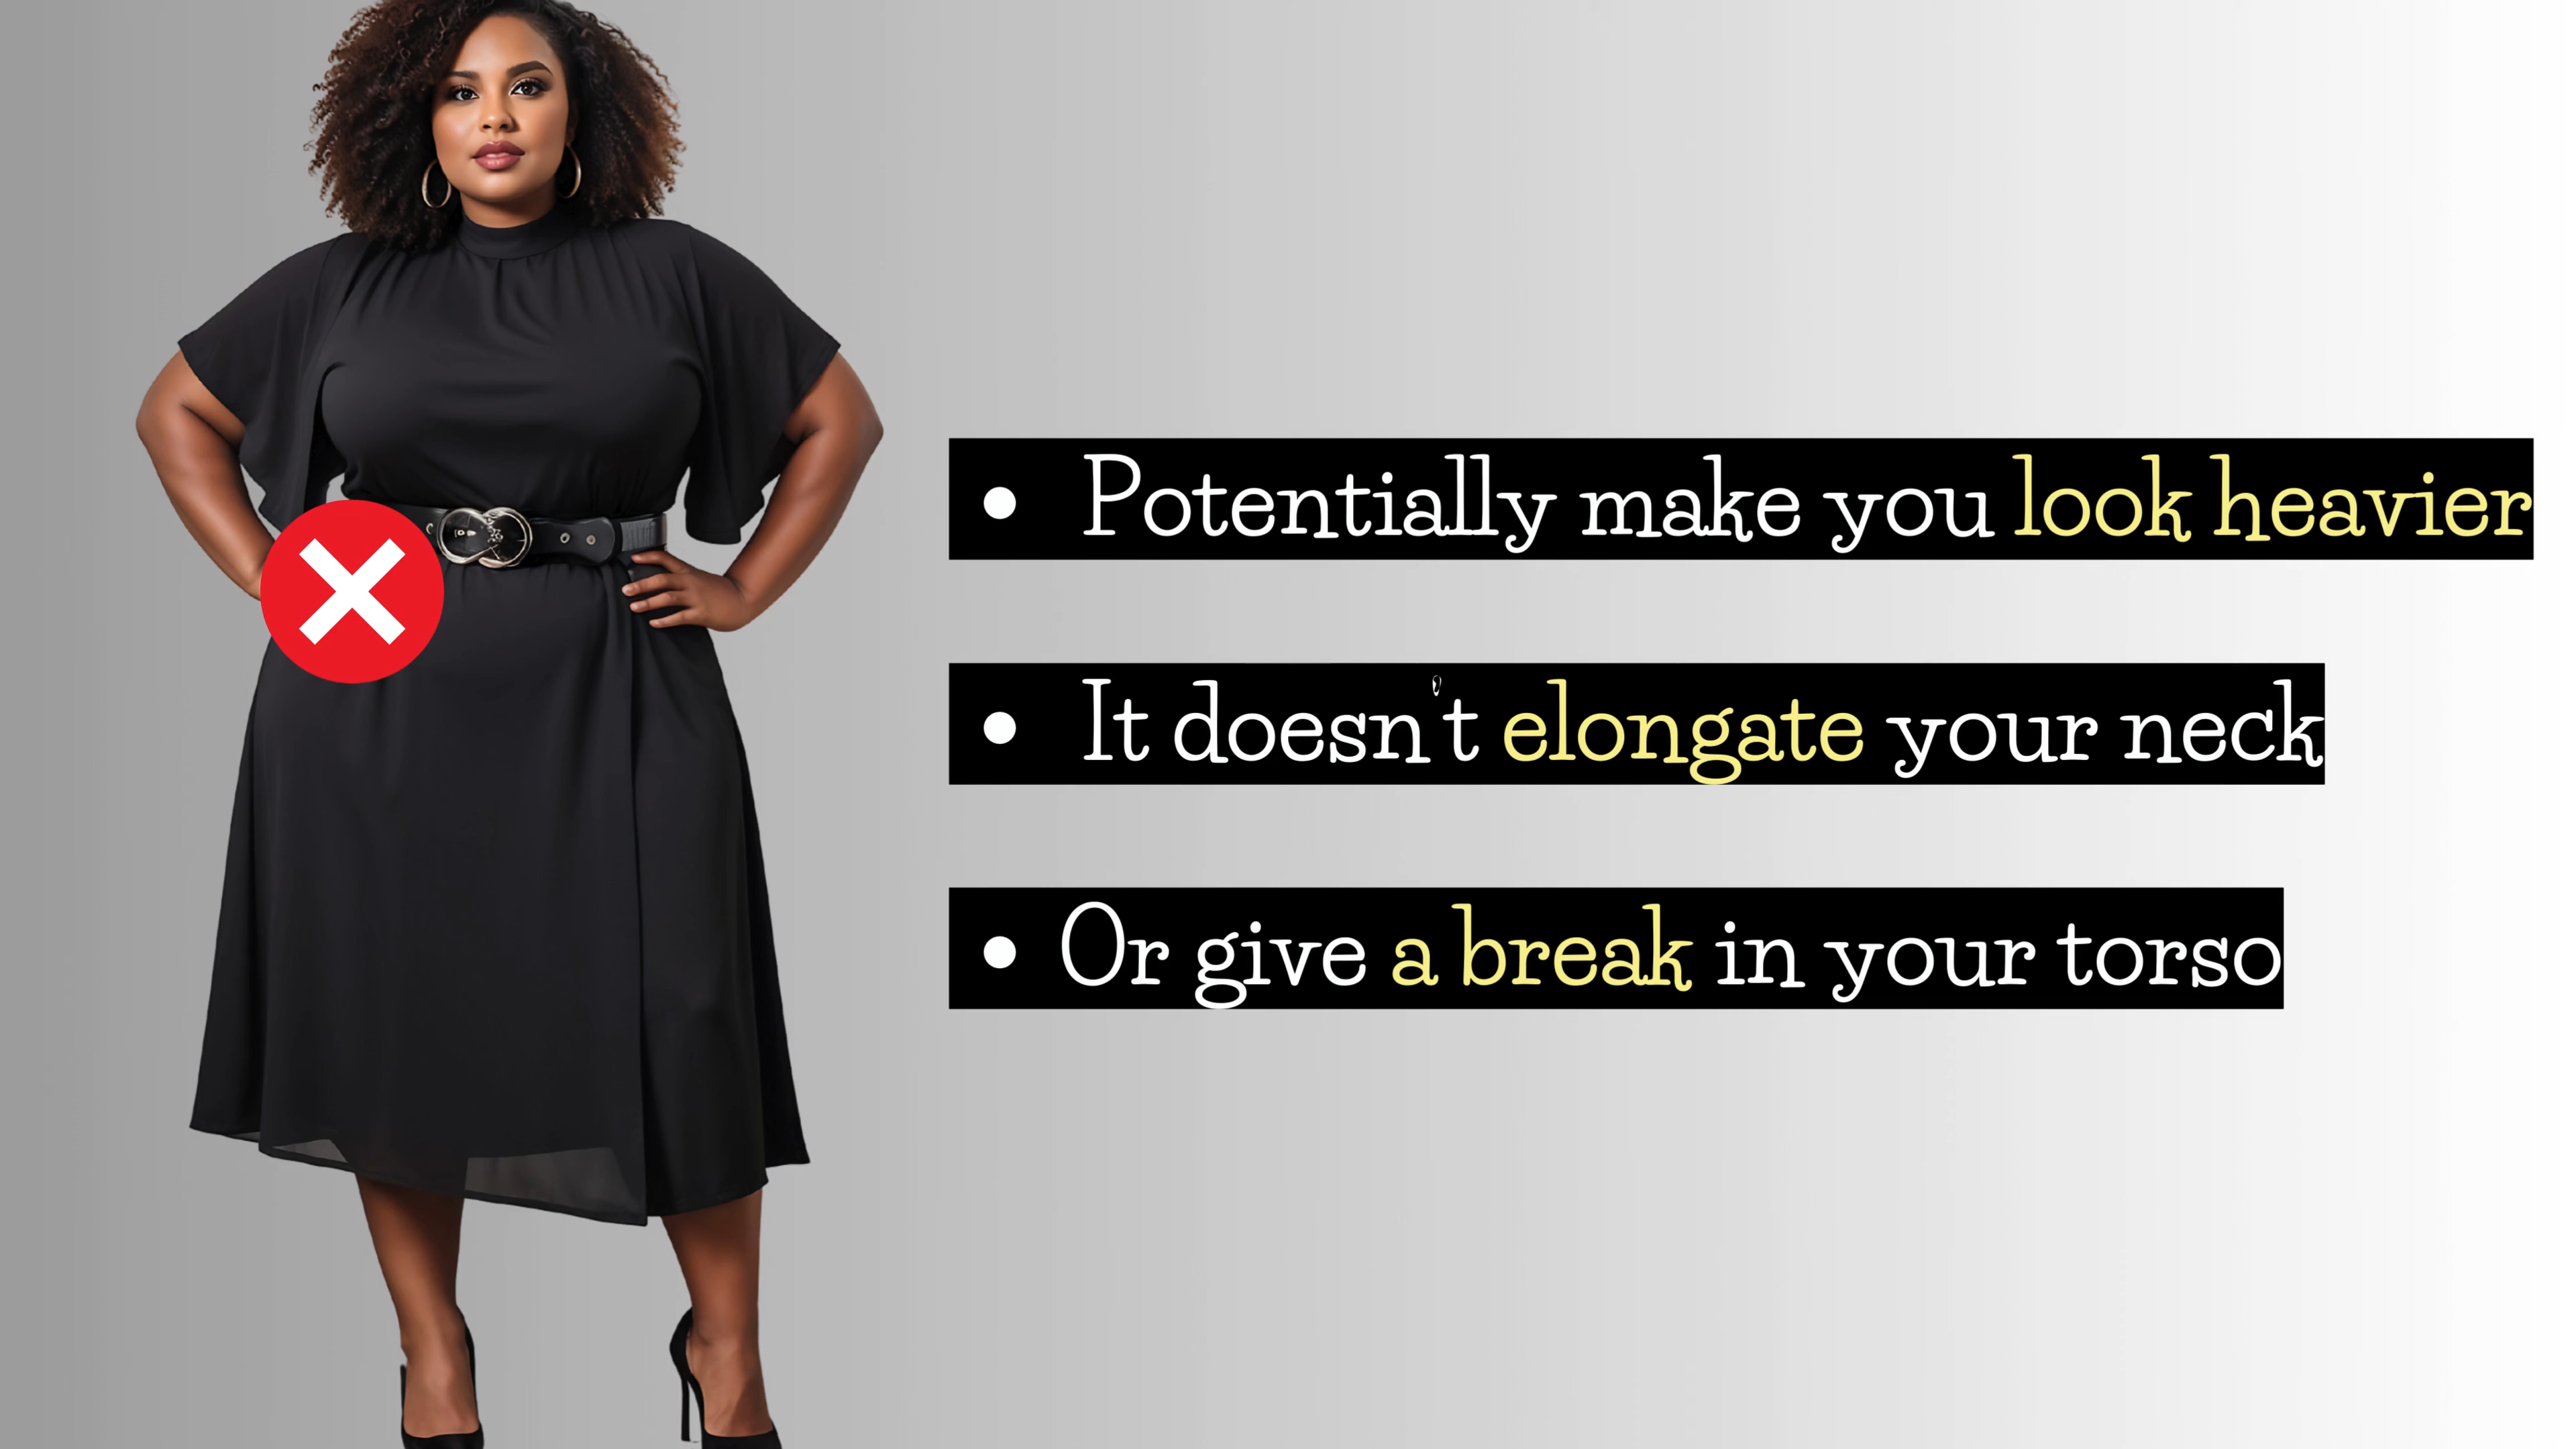 • Potentially make you look heavier
• It doesn't elongate your neck
• Or give a break in your torso